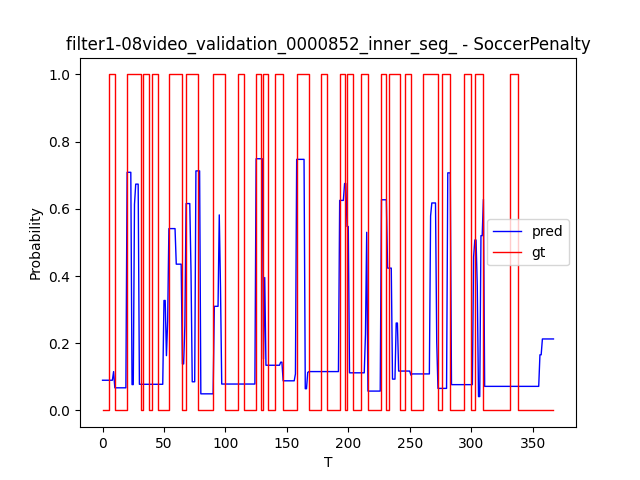 filter1-08video_validation_0000852_inner_seg_ - SoccerPenalty
1.0
0.8
0.6
0.4
0.2
0.0
Probability
pred
gt
0 50 100 150 200 250 300 350
T